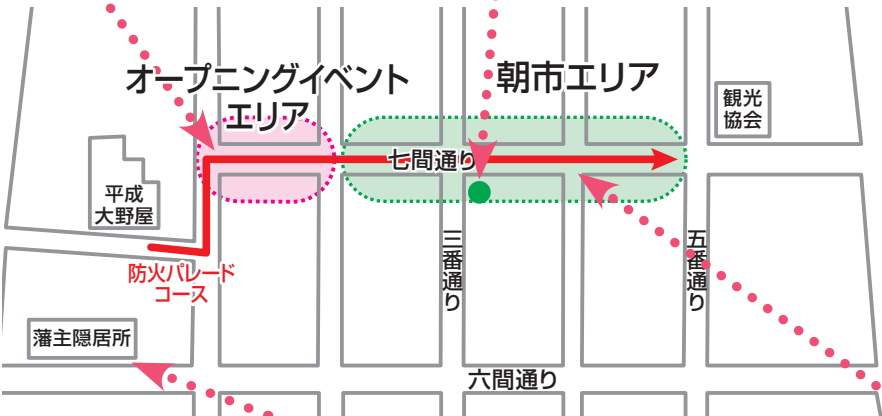 オープニングイベント
エリア
朝市エリア
観光
協会
七間通り
平成
大野屋
三番通り
五番通り
防火パレード
コース
藩主隠居所
六間通り